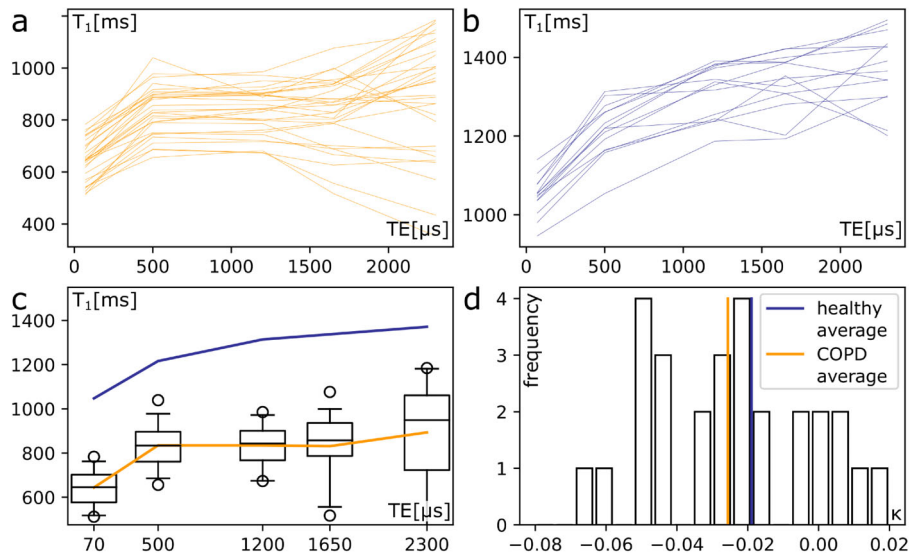 a
T₁[ms]
1000
800
600
400
TE[µs]
0
500
1000
1500
2000
b
T₁[ms]
1400
1200
1000
TE[µs]
0
500
1000
1500
2000
c
T₁[ms]
1400
1200
1000
800
600
TE[µs]
70
500
1200
1650
2300
d
frequency
4
3
2
1
0
healthy
average
COPD
average
κ
−0.08
−0.06
−0.04
−0.02
0.00
0.02